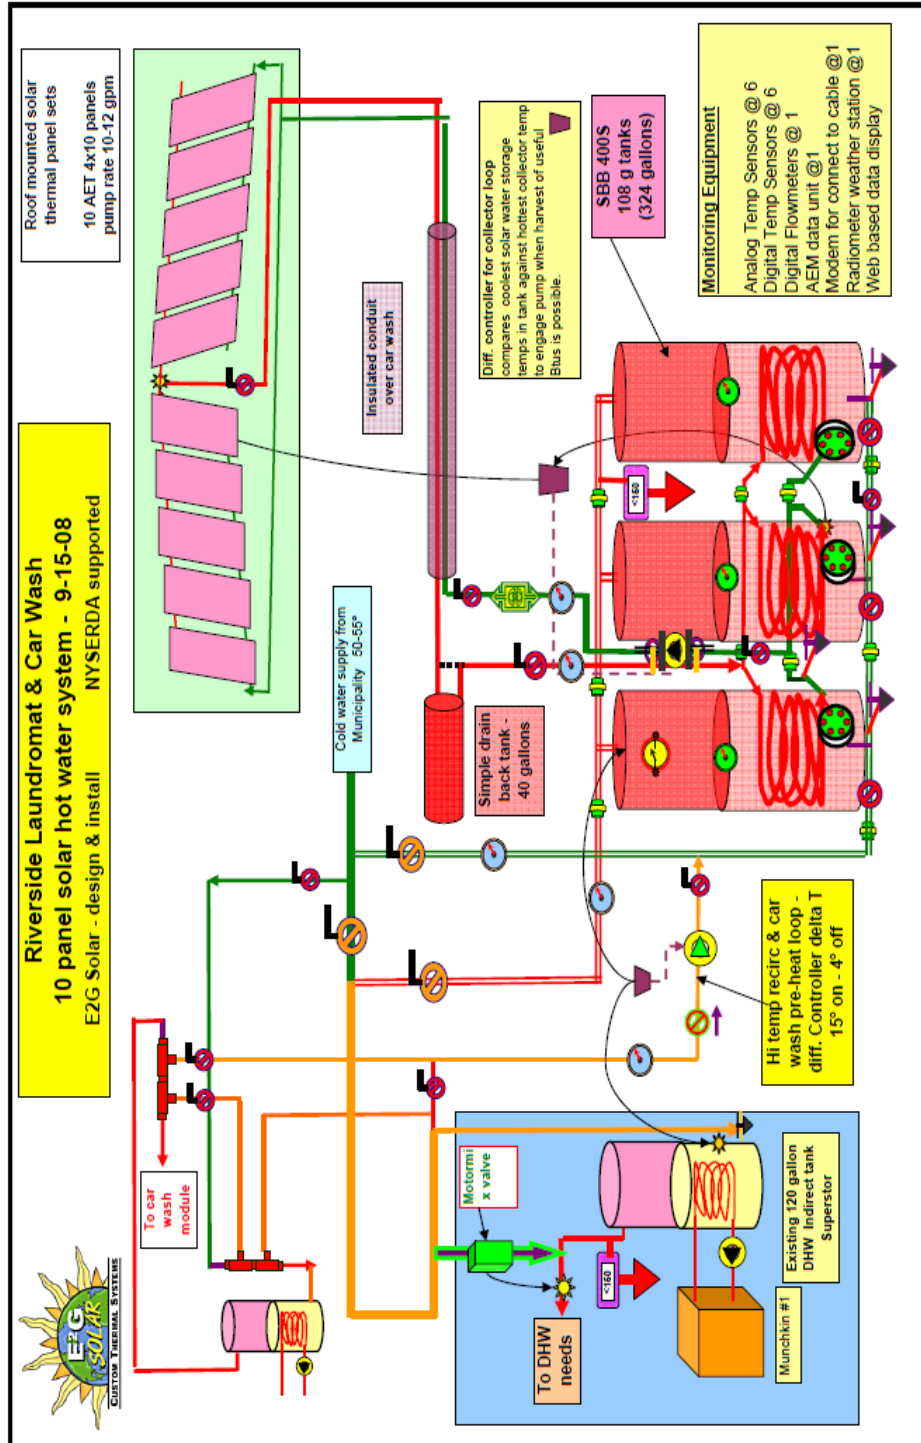 Riverside Laundromat & Car Wash
10 panel solar hot water system - 9-15-08
E2G Solar - design & install NYSERDA supported
Roof mounted solar
thermal panel sets
10 AET 4x10 panels
pump rate 10-12 gpm
E2G
SOLAR
CUSTOM THERMAL SYSTEMS
To car
wash
module
Cold water supply from
Municipality 50-55°
Insulated conduit
over car wash
Diff. controller for collector loop
compares coolest solar water storage
temps in tank against hottest collector temp
to engage pump when harvest of useful
Btus is possible.
Simple drain
back tank -
40 gallons
SBB 400S
108 g tanks
(324 gallons)
Motormi
x valve
<160
<160
To DHW
needs
Munchkin #1
Existing 120 gallon
DHW Indirect tank
Superstor
Hi temp recirc & car
wash pre-heat loop -
diff. Controller delta T
15° on - 4° off
Monitoring Equipment
Analog Temp Sensors @ 6
Digital Temp Sensors @ 6
Digital Flowmeters @ 1
AEM data unit @1
Modem for connect to cable @1
Radiometer weather station @1
Web based data display